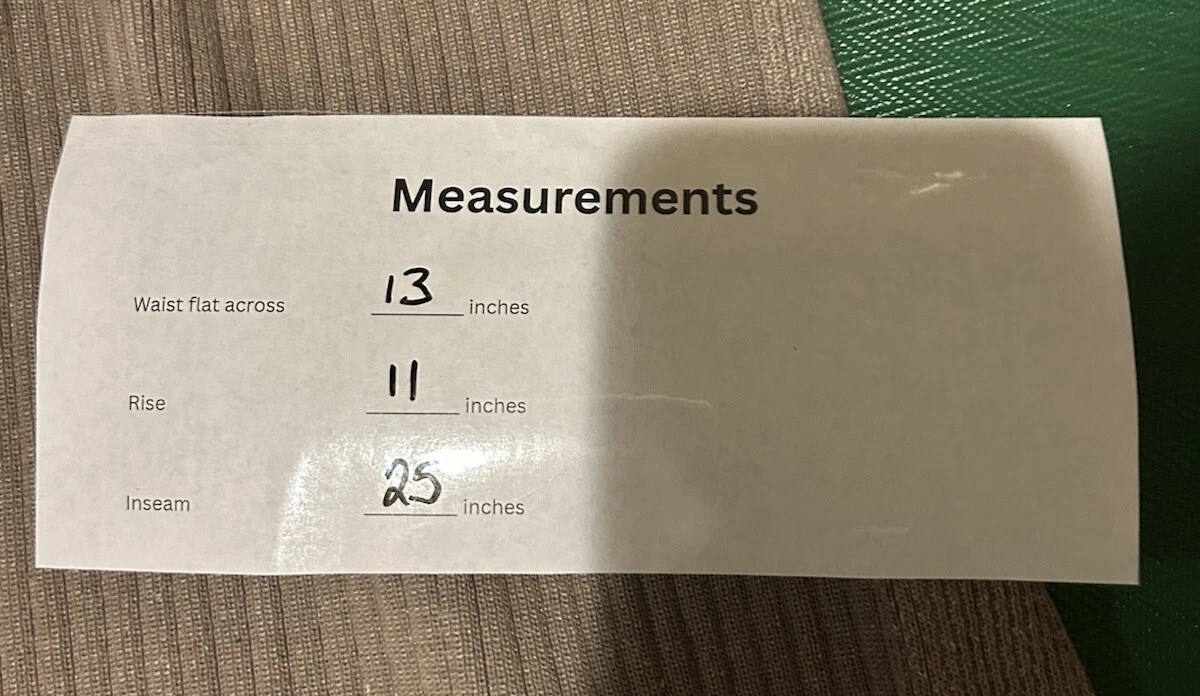 Measurements
Waist flat across 13 inches
Rise 11 inches
Inseam 25 inches